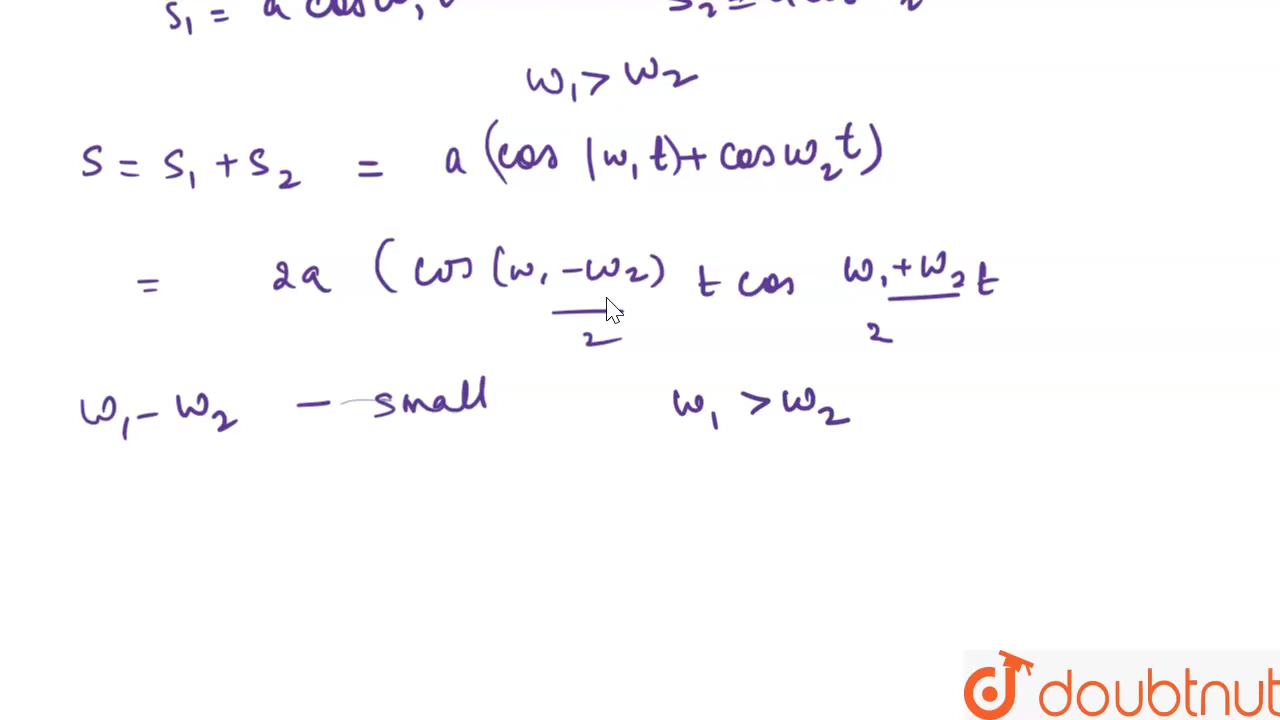 S₁ = a cos ω₁ S₂ = a cos
ω₁ > ω₂
S = S₁ + S₂ = a (cos |ω₁ t) + cos ω₂ t)
= 2a (cos (ω₁ - ω₂)/2 t cos ω₁ + ω₂/2 t
ω₁ - ω₂ - small ω₁ > ω₂
doubtnut